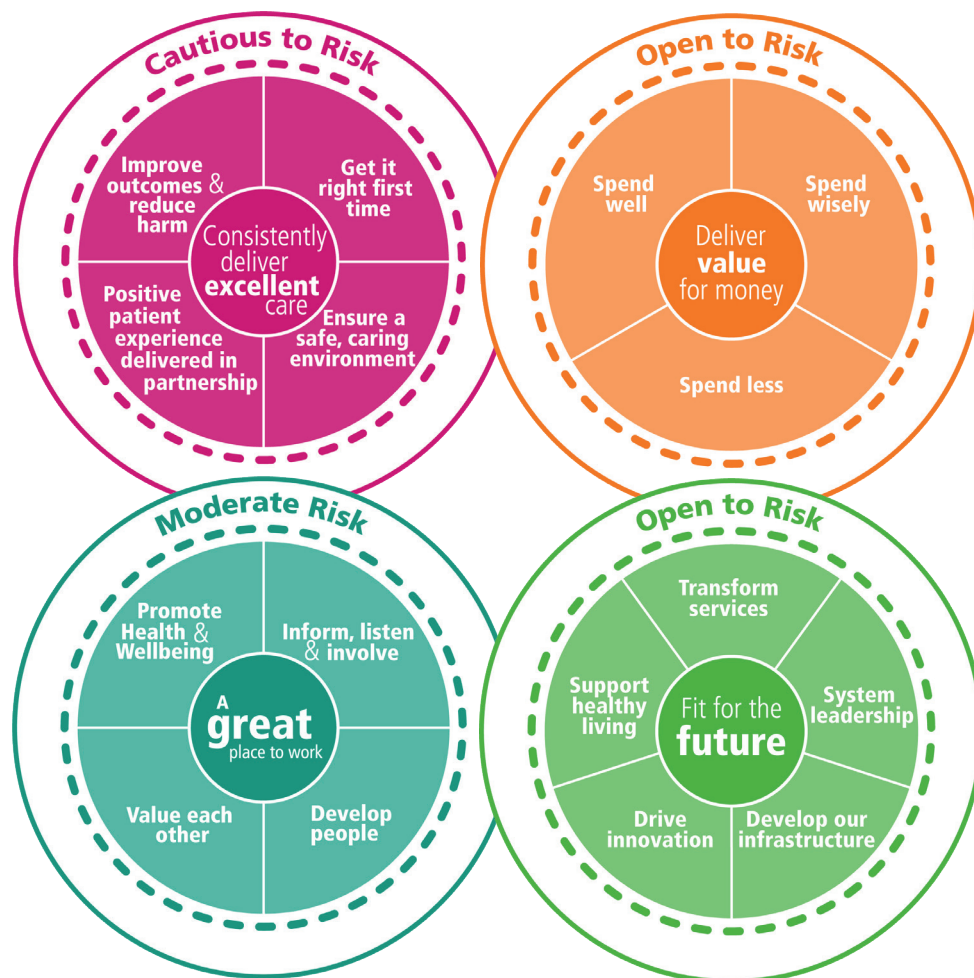 Cautious to Risk
Improve
outcomes &
reduce
harm
Get it
right first
time
Consistently
deliver
excellent
care
Positive
patient
experience
delivered in
partnership
Ensure a
safe, caring
environment
Open to Risk
Spend
well
Spend
wisely
Deliver
value
for money
Spend less
Moderate Risk
Promote
Health &
Wellbeing
Inform, listen
& involve
A
great
place to work
Value each
other
Develop
people
Open to Risk
Transform
services
Support
healthy
living
System
leadership
Fit for the
future
Drive
innovation
Develop our
infrastructure